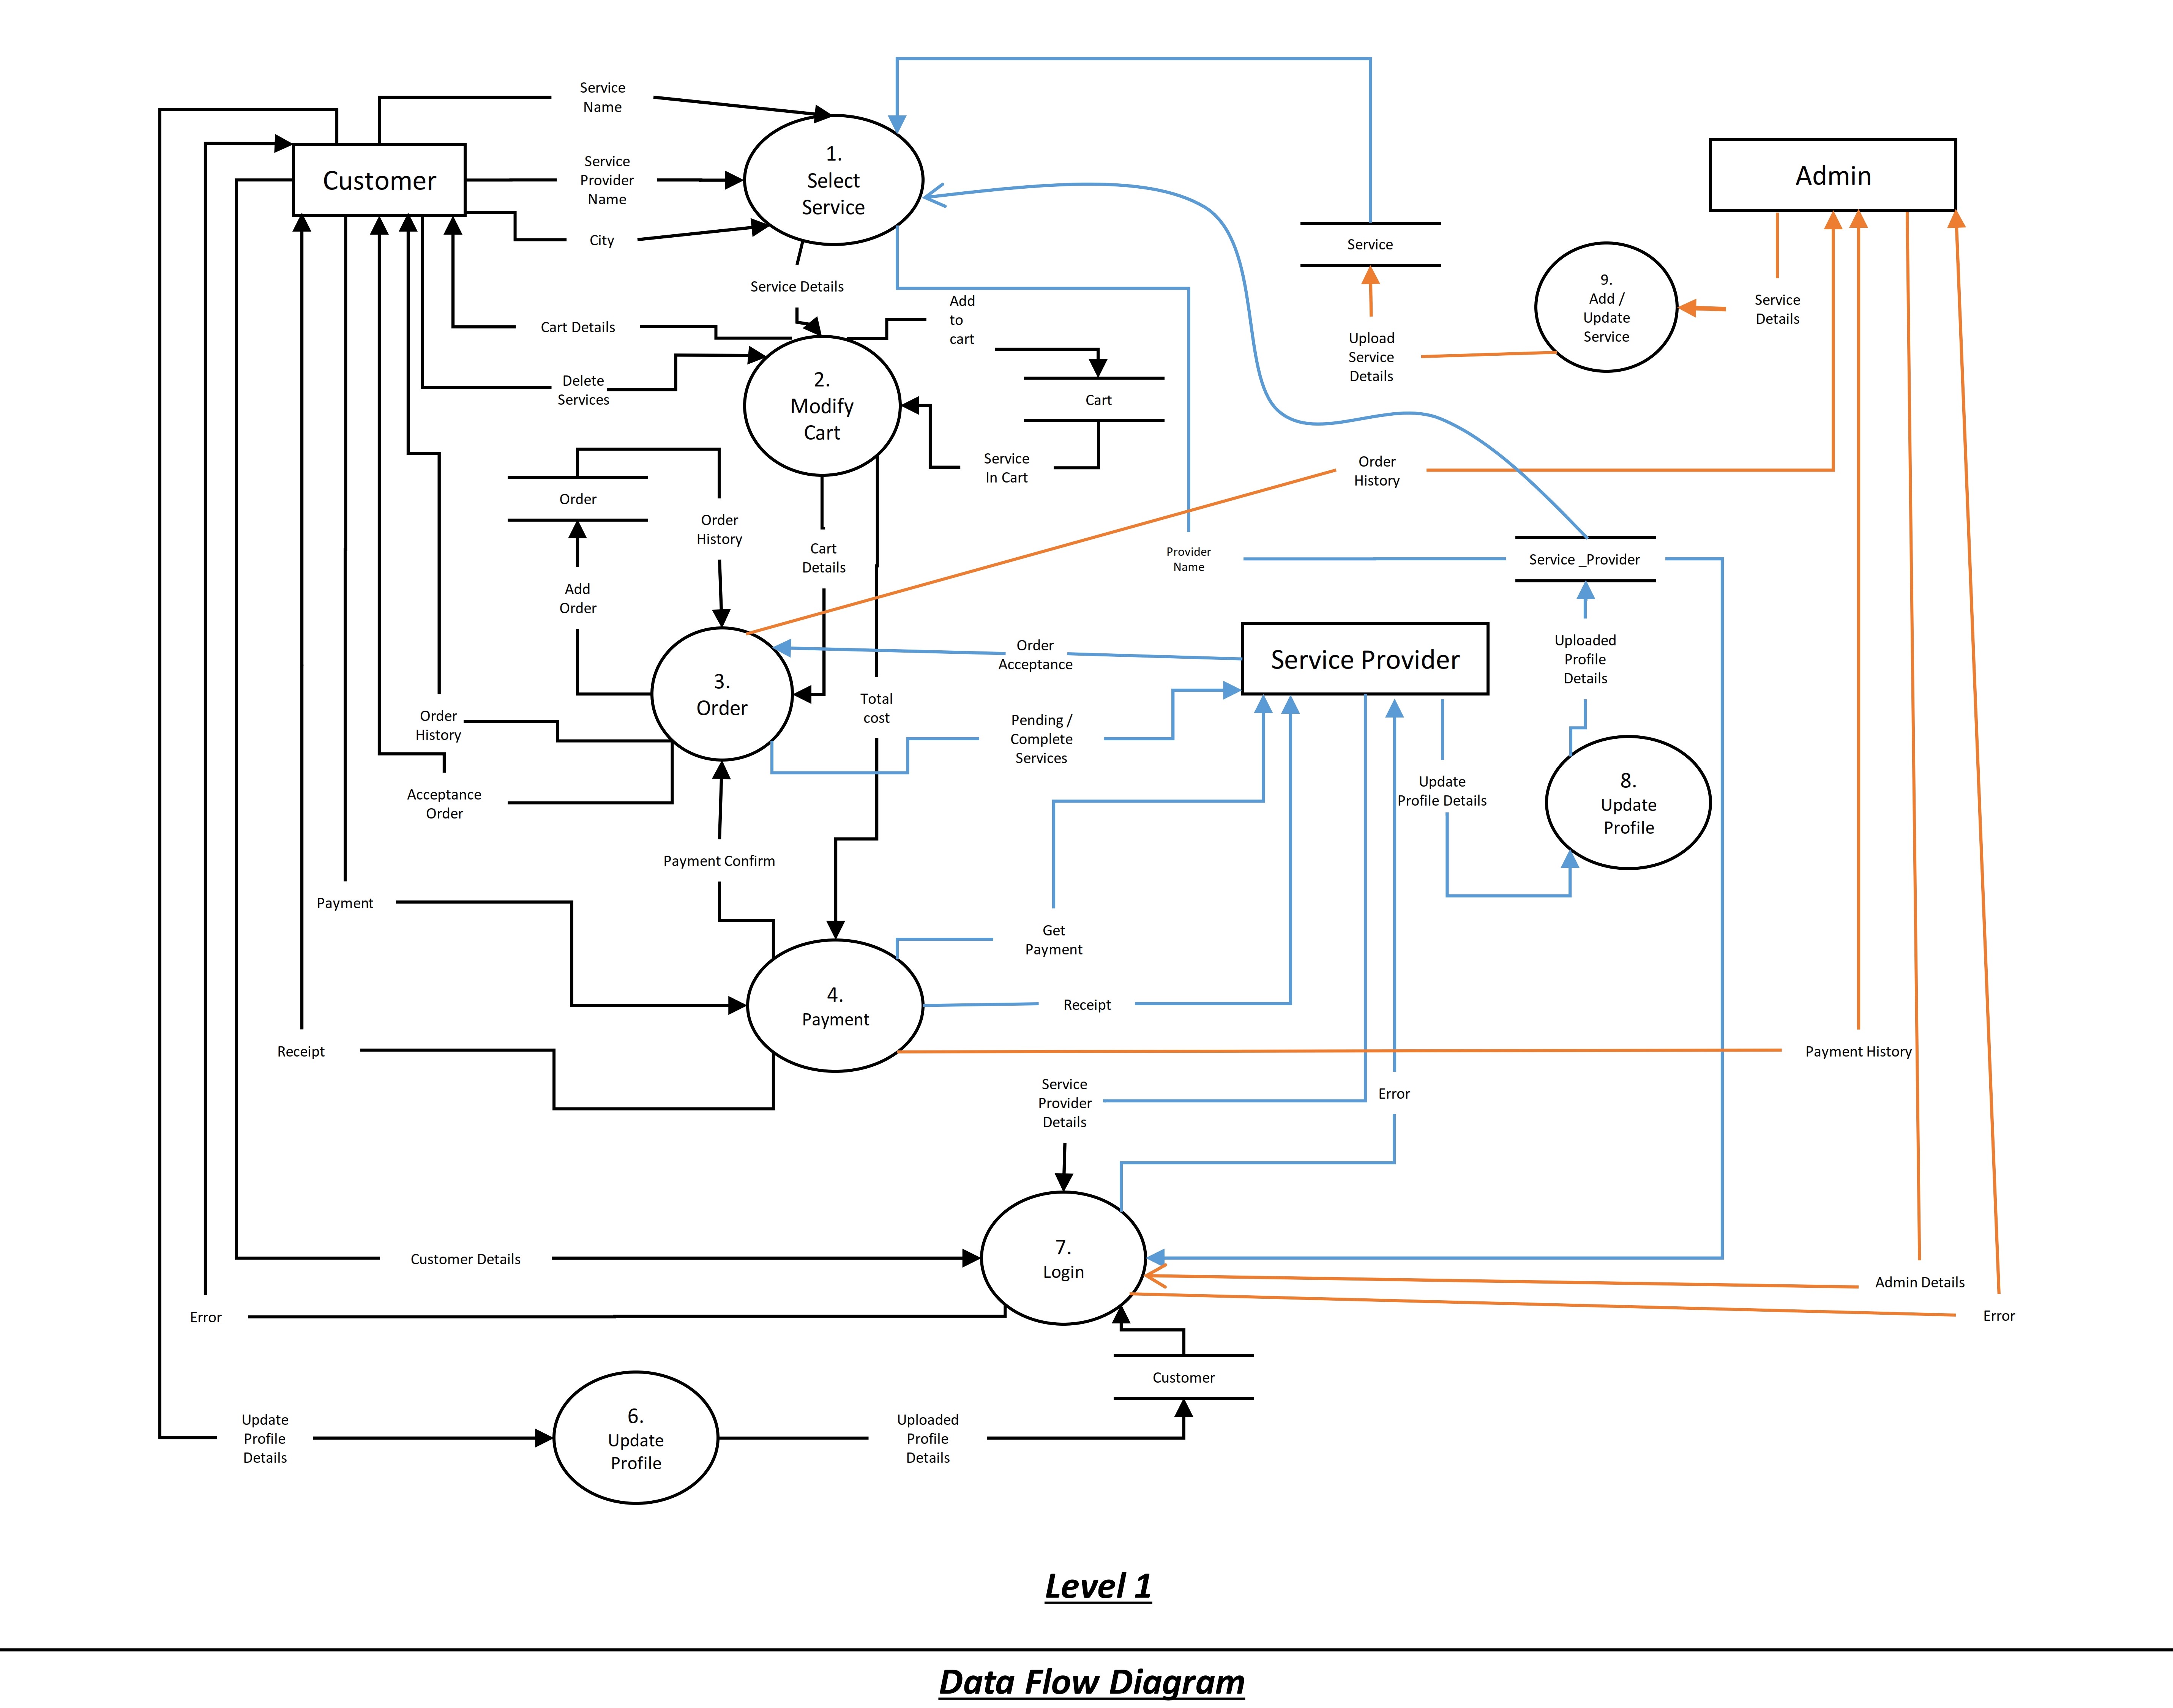 Service
Name
Customer
Service
Provider
Name
City
1.
Select
Service
Admin
Service
9.
Add /
Update
Service
Service
Details
Upload
Service
Details
Service Details
Add
to
cart
Cart Details
Delete
Services
2.
Modify
Cart
Cart
Service
In Cart
Order
History
Order
Order
History
Cart
Details
Provider
Name
Service _Provider
Add
Order
Order
Acceptance
Service Provider
Uploaded
Profile
Details
3.
Order
Total
cost
Order
History
Pending /
Complete
Services
Update
Profile Details
8.
Update
Profile
Acceptance
Order
Payment Confirm
Payment
Get
Payment
4.
Payment
Receipt
Receipt
Payment History
Service
Provider
Details
Error
7.
Login
Customer Details
Admin Details
Error
Error
Customer
Update
Profile
Details
6.
Update
Profile
Uploaded
Profile
Details
Level 1
Data Flow Diagram